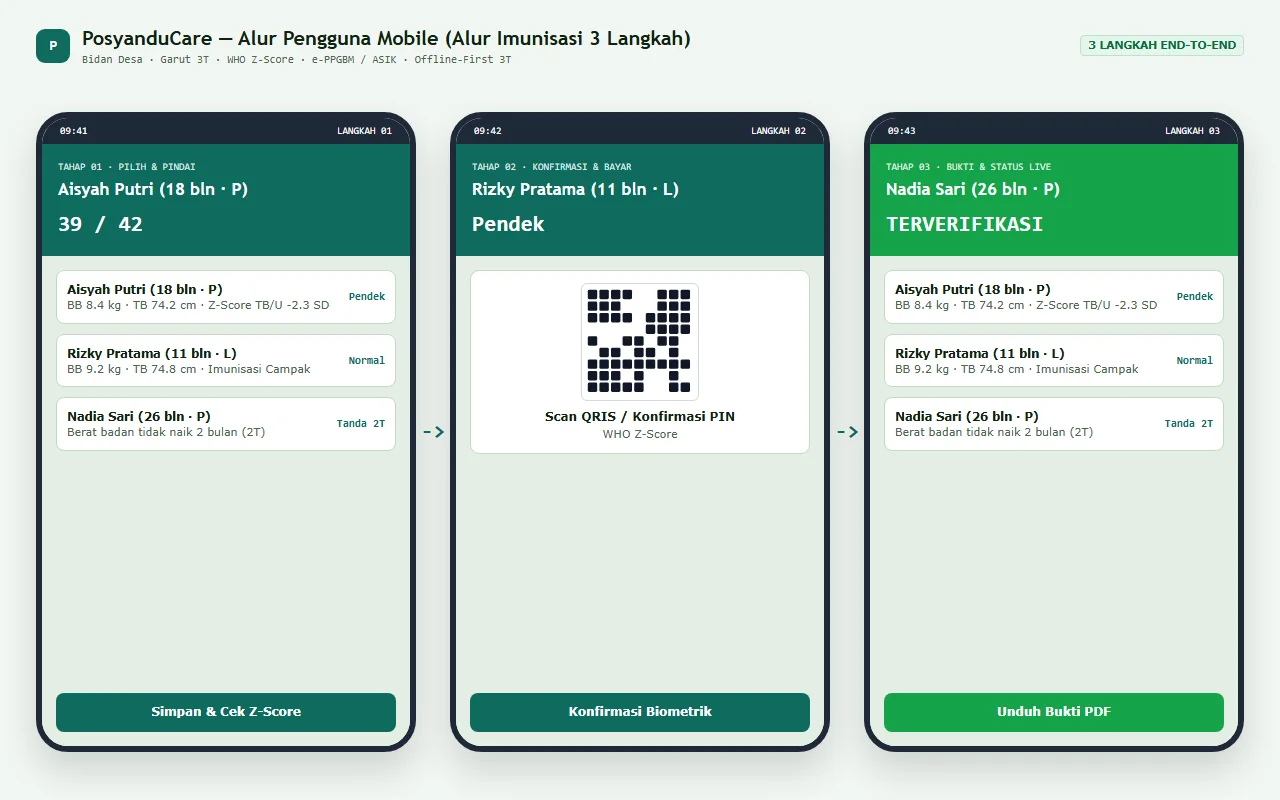 P
PosyanduCare — Alur Pengguna Mobile (Alur Imunisasi 3 Langkah)
Bidan Desa · Garut 3T · WHO Z-Score · e-PPGBM / ASIK · Offline-First 3T
3 LANGKAH END-TO-END
09:41 LANGKAH 01
TAHAP 01 · PILIH & PINDAI
Aisyah Putri (18 bln · P)
39 / 42
Aisyah Putri (18 bln · P)
BB 8.4 kg · TB 74.2 cm · Z-Score TB/U -2.3 SD
Pendek
Rizky Pratama (11 bln · L)
BB 9.2 kg · TB 74.8 cm · Imunisasi Campak
Normal
Nadia Sari (26 bln · P)
Berat badan tidak naik 2 bulan (2T)
Tanda 2T
Simpan & Cek Z-Score
->
09:42 LANGKAH 02
TAHAP 02 · KONFIRMASI & BAYAR
Rizky Pratama (11 bln · L)
Pendek
Scan QRIS / Konfirmasi PIN
WHO Z-Score
Konfirmasi Biometrik
->
09:43 LANGKAH 03
TAHAP 03 · BUKTI & STATUS LIVE
Nadia Sari (26 bln · P)
TERVERIFIKASI
Aisyah Putri (18 bln · P)
BB 8.4 kg · TB 74.2 cm · Z-Score TB/U -2.3 SD
Pendek
Rizky Pratama (11 bln · L)
BB 9.2 kg · TB 74.8 cm · Imunisasi Campak
Normal
Nadia Sari (26 bln · P)
Berat badan tidak naik 2 bulan (2T)
Tanda 2T
Unduh Bukti PDF